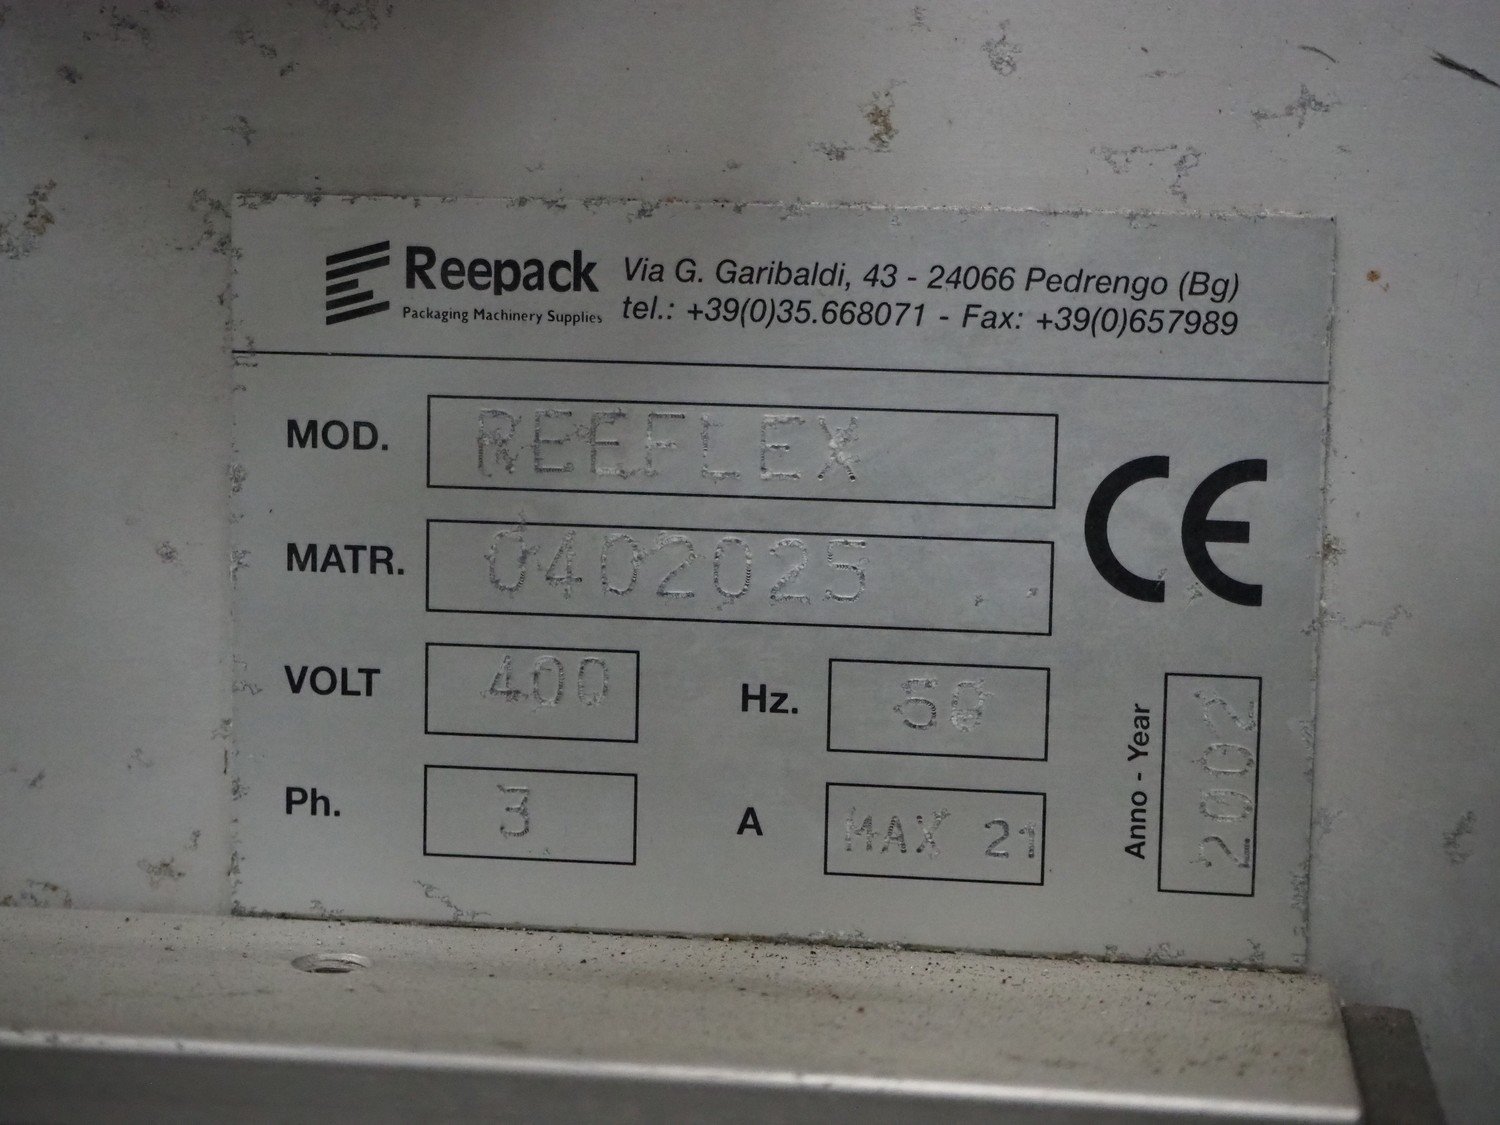 Reepack
Packaging Machinery Supplies
Via G. Garibaldi, 43 - 24066 Pedrengo (Bg)
tel.: +39(0)35.668071 - Fax: +39(0)657989
MOD. REEFLEX
MATR. 0402025
VOLT 400 Hz. 50
Ph. 3 A MAX 21
Anno - Year 2002
CE